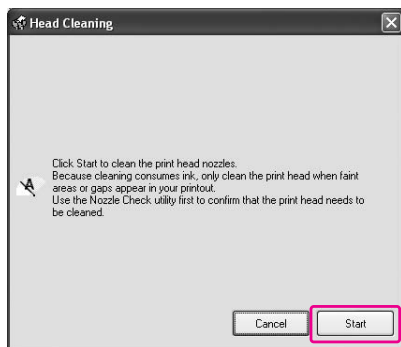 Head Cleaning
Click Start to clean the print head nozzles.
Because cleaning consumes ink, only clean the print head when faint
areas or gaps appear in your printout.
Use the Nozzle Check utility first to confirm that the print head needs to
be cleaned.
Cancel
Start